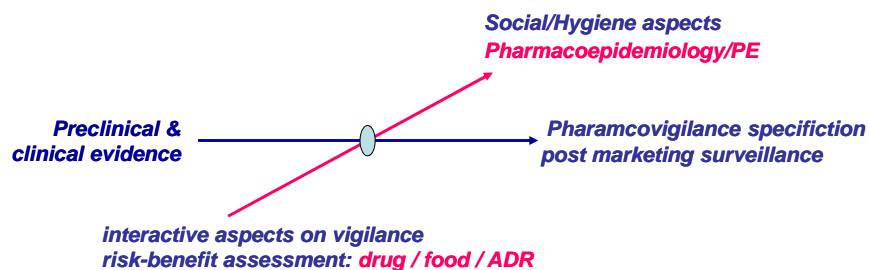 Social/Hygiene aspects
Pharmacoepidemiology/PE
Preclinical &
clinical evidence
Pharamcovigilance specifiction
post marketing surveillance
interactive aspects on vigilance
risk-benefit assessment: drug / food / ADR